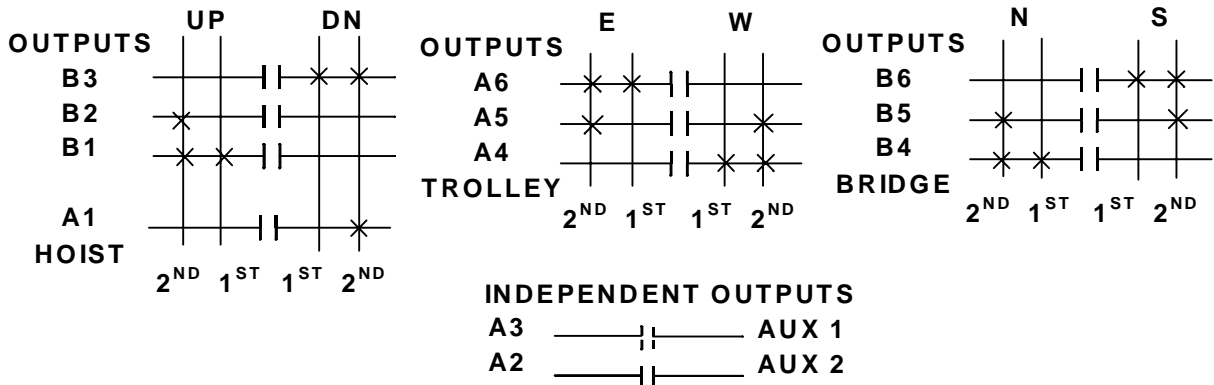 UP DN
OUTPUTS
B3
B2
B1
A1
HOIST
2ND 1ST 1ST 2ND
E W
OUTPUTS
A6
A5
A4
TROLLEY
2ND 1ST 1ST 2ND
N S
OUTPUTS
B6
B5
B4
BRIDGE
2ND 1ST 1ST 2ND
INDEPENDENT OUTPUTS
A3 AUX 1
A2 AUX 2